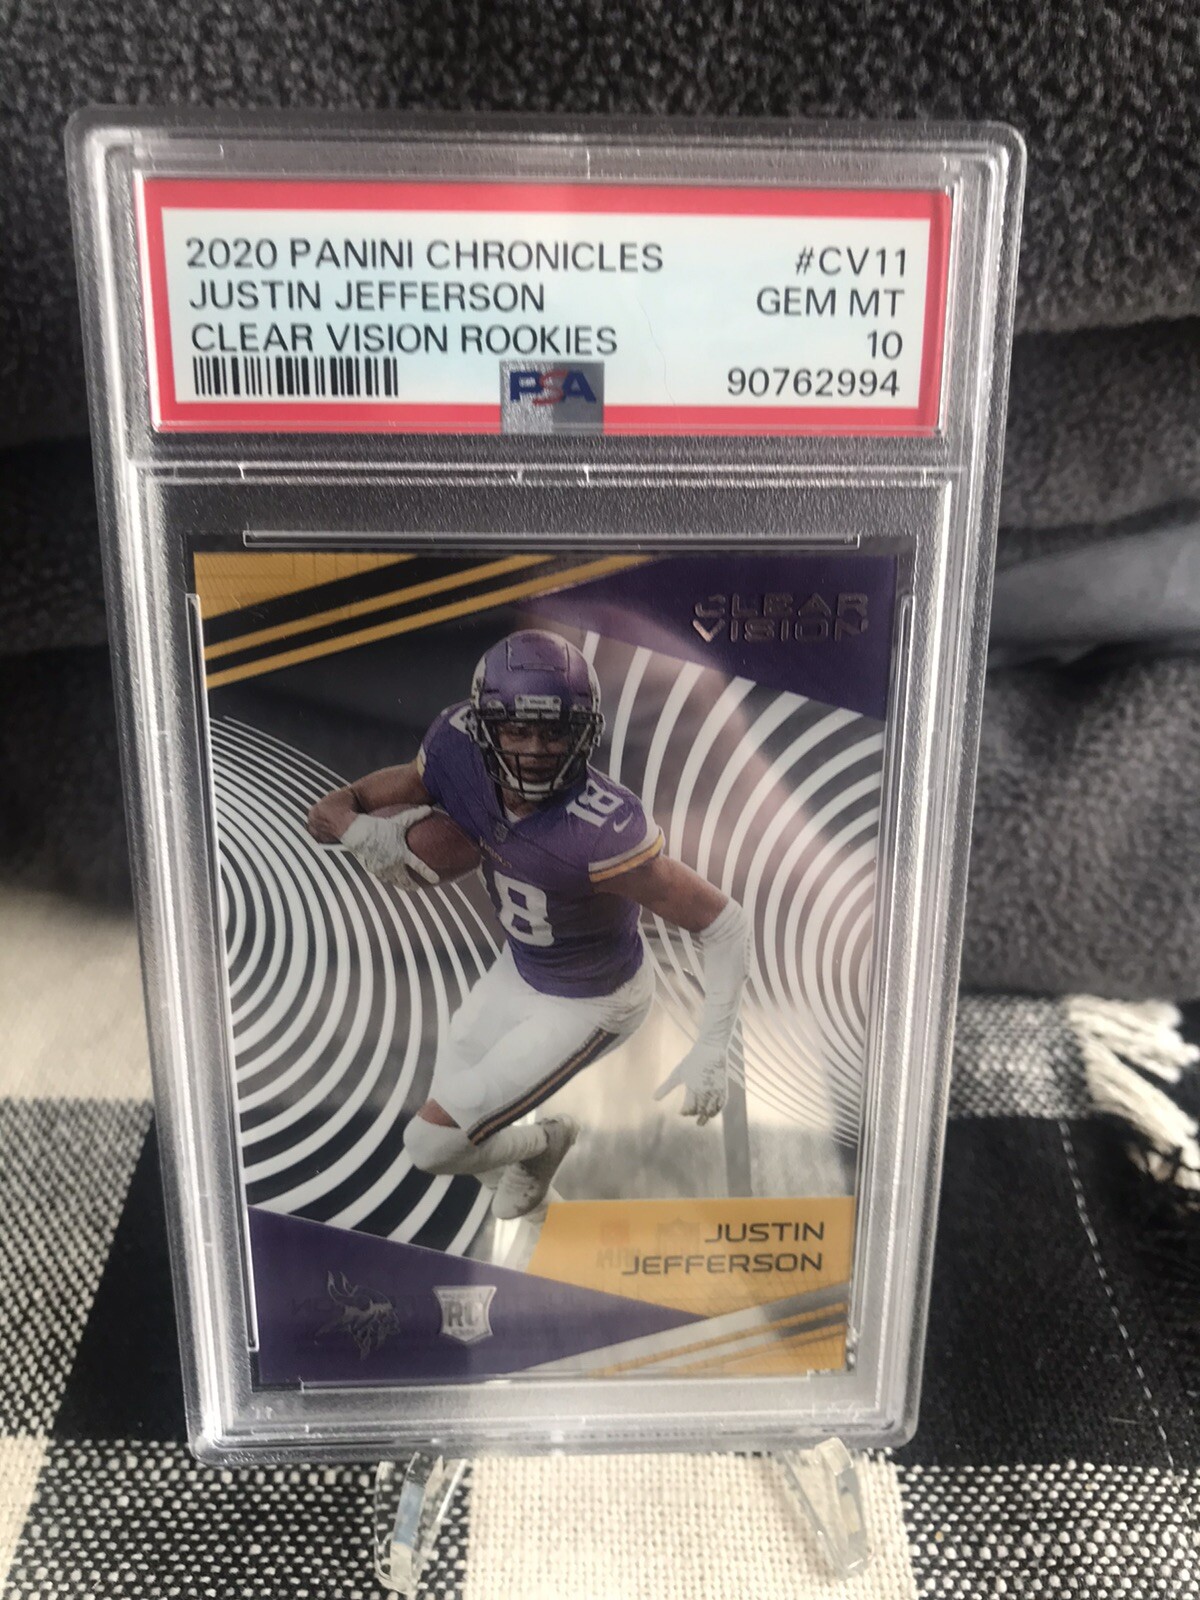 2020 PANINI CHRONICLES #CV11
JUSTIN JEFFERSON GEM MT
CLEAR VISION ROOKIES 10
PSA 90762994
CLEAR
VISION
18
18
JUSTIN
JEFFERSON
RC